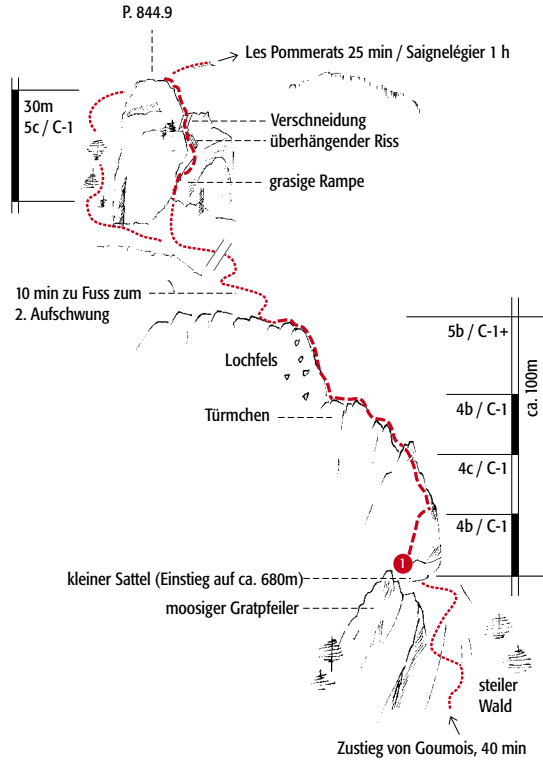 P. 844.9
Les Pommerats 25 min / Saignelégier 1 h
30m
5c / C-1
Verschneidung
überhängender Riss
grasige Rampe
10 min zu Fuss zum
2. Aufschwung
5b / C-1+
Lochfels
ca. 100m
4b / C-1
Türmchen
4c / C-1
4b / C-1
1
kleiner Sattel (Einstieg auf ca. 680m)
moosiger Gratpfeiler
steiler
Wald
Zustieg von Goumois, 40 min